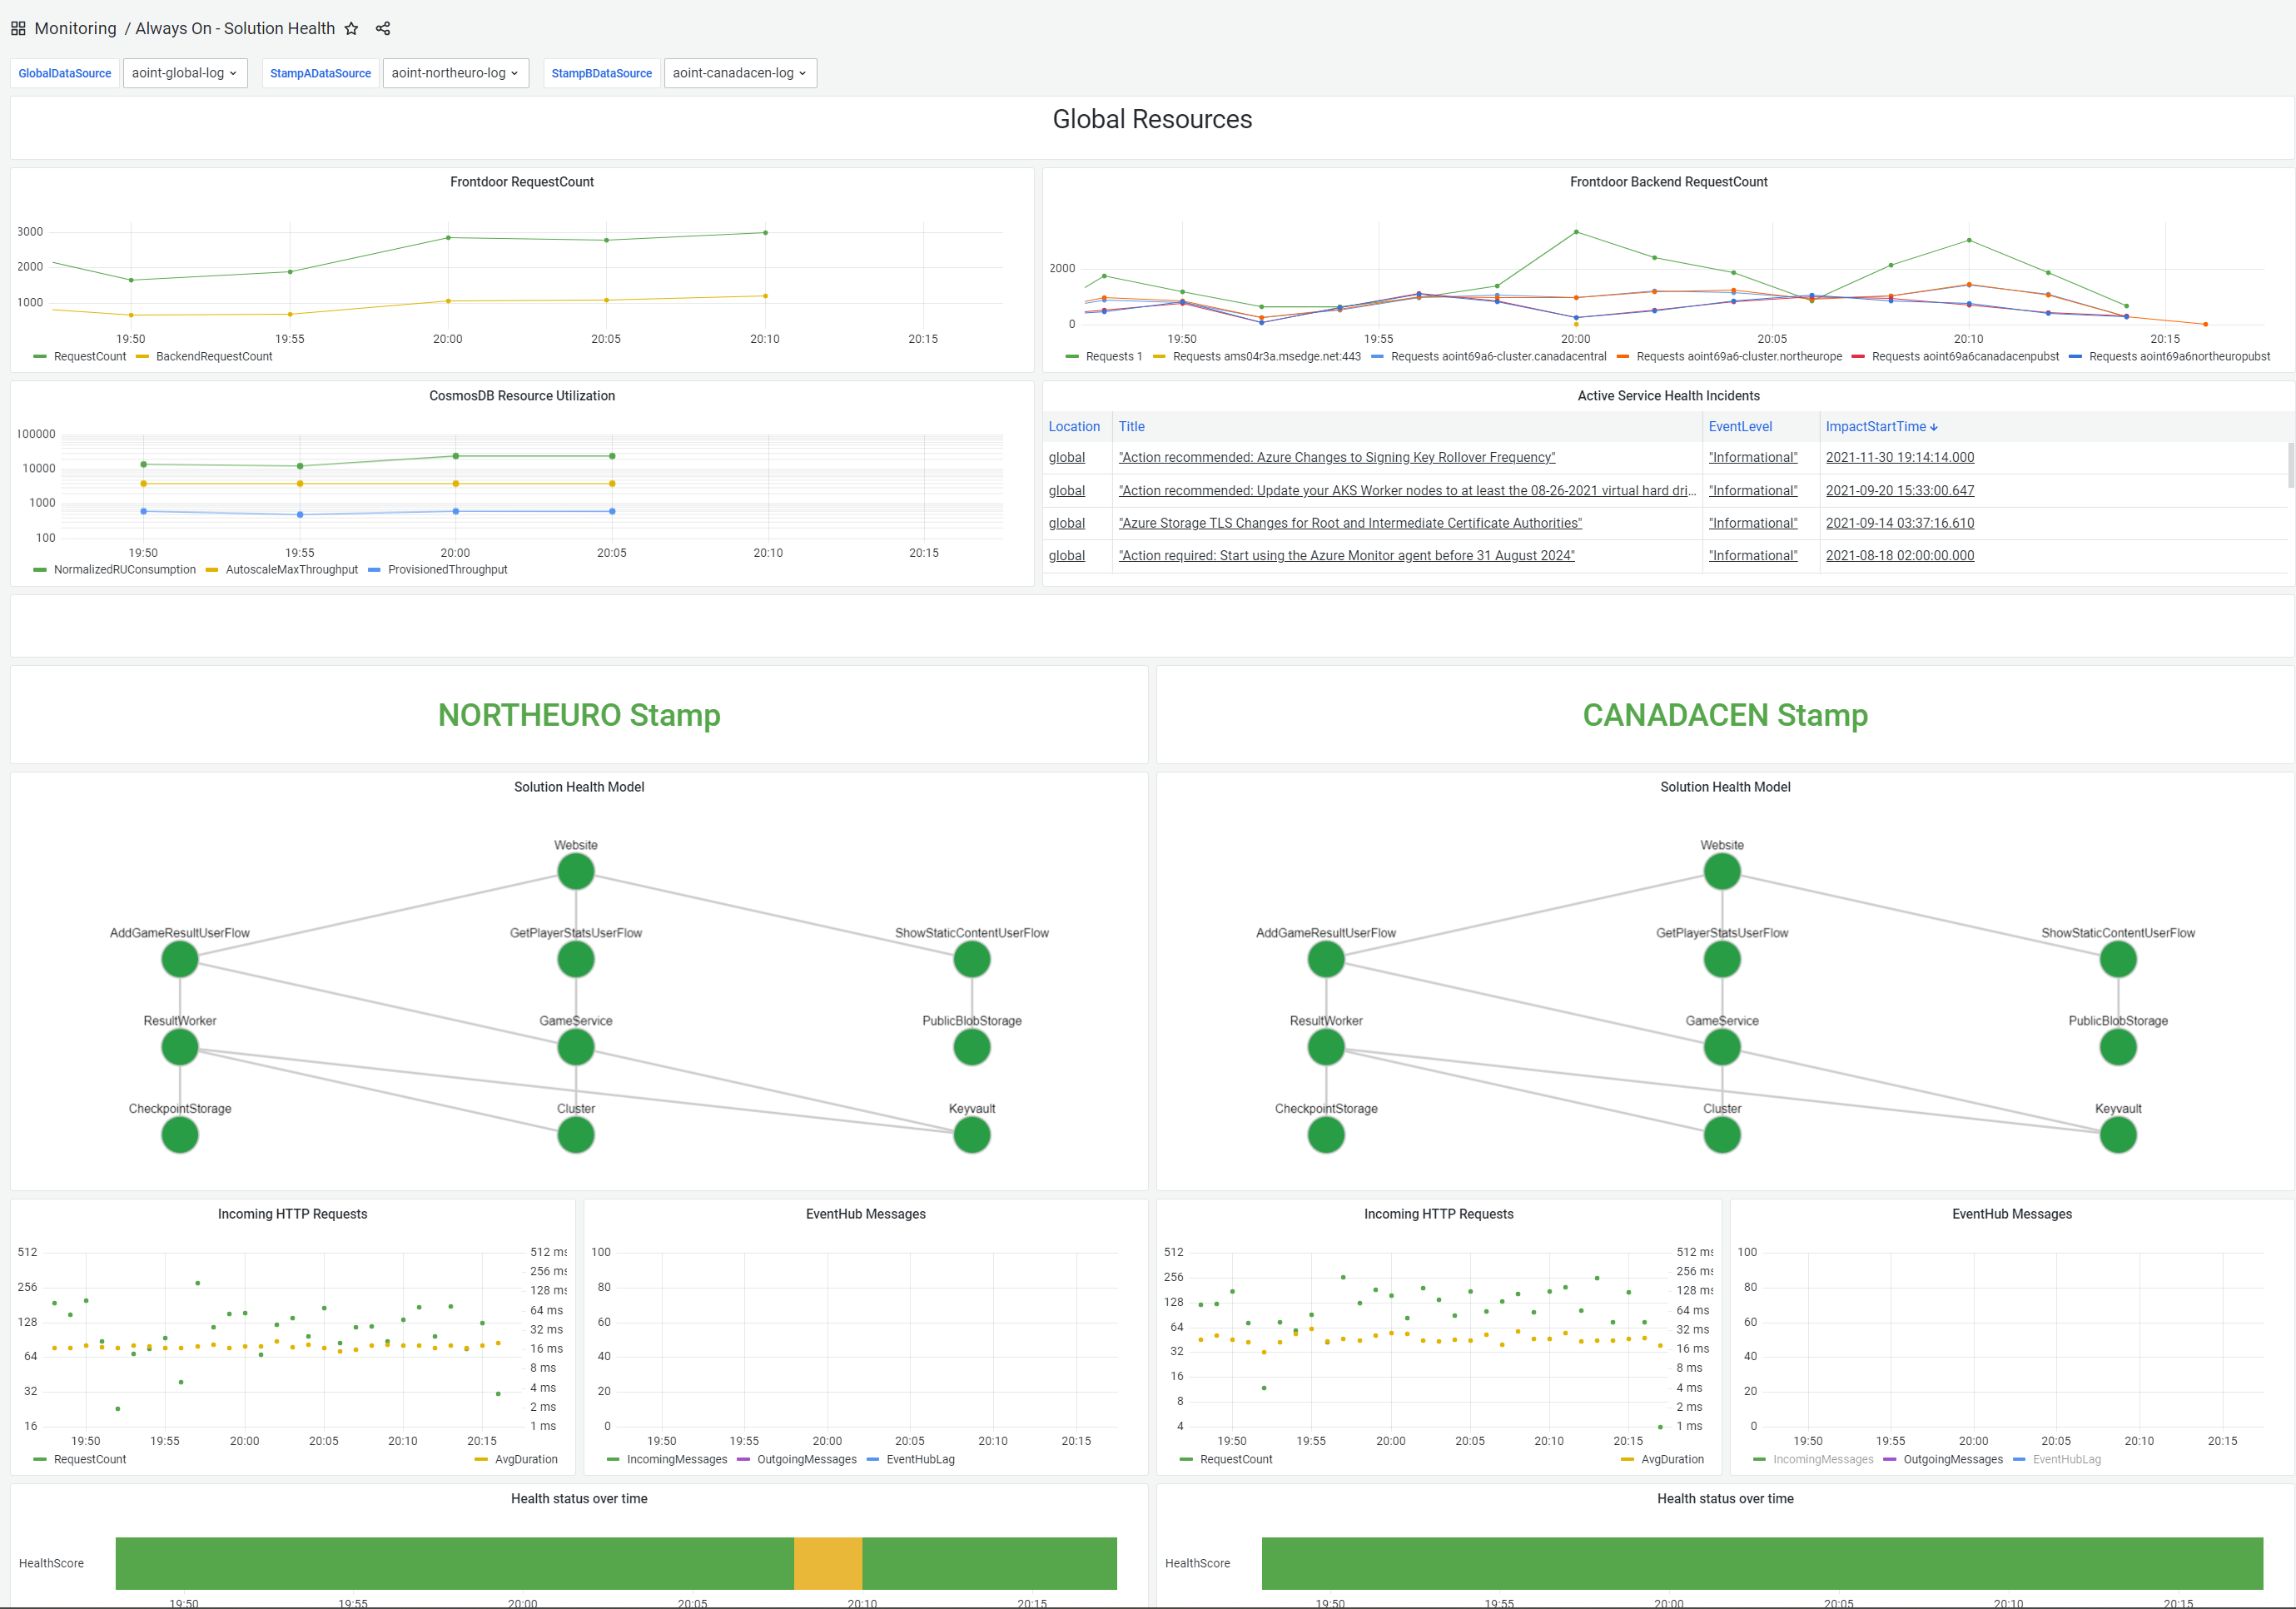 Monitoring / Always On - Solution Health
GlobalDataSource aoint-global-log StampADataSource aoint-northeuro-log StampBDataSource aoint-canadacen-log
Global Resources
Frontdoor RequestCount
3000
2000
1000
19:50 19:55 20:00 20:05 20:10 20:15
RequestCount BackendRequestCount
Frontdoor Backend RequestCount
2000
0
19:50 19:55 20:00 20:05 20:10 20:15
Requests 1 Requests ams04r3a.msedge.net:443 Requests aoint69a6-cluster.canadacentral Requests aoint69a6-cluster.northeurope Requests aoint69a6canadacenpubst Requests aoint69a6northeuropubst
CosmosDB Resource Utilization
100000
10000
1000
100
19:50 19:55 20:00 20:05 20:10 20:15
NormalizedRUConsumption AutoscaleMaxThroughput ProvisionedThroughput
Active Service Health Incidents
Location Title EventLevel ImpactStartTime
global "Action recommended: Azure Changes to Signing Key Rollover Frequency" "Informational" 2021-11-30 19:14:14.000
global "Action recommended: Update your AKS Worker nodes to at least the 08-26-2021 virtual hard dri... "Informational" 2021-09-20 15:33:00.647
global "Azure Storage TLS Changes for Root and Intermediate Certificate Authorities" "Informational" 2021-09-14 03:37:16.610
global "Action required: Start using the Azure Monitor agent before 31 August 2024" "Informational" 2021-08-18 02:00:00.000
NORTHEURO Stamp
CANADACEN Stamp
Solution Health Model
Website
AddGameResultUserFlow GetPlayerStatsUserFlow ShowStaticContentUserFlow
ResultWorker GameService PublicBlobStorage
CheckpointStorage Cluster Keyvault
Solution Health Model
Website
AddGameResultUserFlow GetPlayerStatsUserFlow ShowStaticContentUserFlow
ResultWorker GameService PublicBlobStorage
CheckpointStorage Cluster Keyvault
Incoming HTTP Requests
512
256
128
64
32
16
512 ms
256 ms
128 ms
64 ms
32 ms
16 ms
8 ms
4 ms
2 ms
1 ms
19:50 19:55 20:00 20:05 20:10 20:15
RequestCount AvgDuration
EventHub Messages
100
80
60
40
20
0
19:50 19:55 20:00 20:05 20:10 20:15
IncomingMessages OutgoingMessages EventHubLag
Incoming HTTP Requests
512
256
128
64
32
16
8
4
512 ms
256 ms
128 ms
64 ms
32 ms
16 ms
8 ms
4 ms
2 ms
1 ms
19:50 19:55 20:00 20:05 20:10 20:15
RequestCount AvgDuration
EventHub Messages
100
80
60
40
20
0
19:50 19:55 20:00 20:05 20:10 20:15
IncomingMessages OutgoingMessages EventHubLag
Health status over time
HealthScore
19:50 19:55 20:00 20:05 20:10 20:15
Health status over time
HealthScore
19:50 19:55 20:00 20:05 20:10 20:15